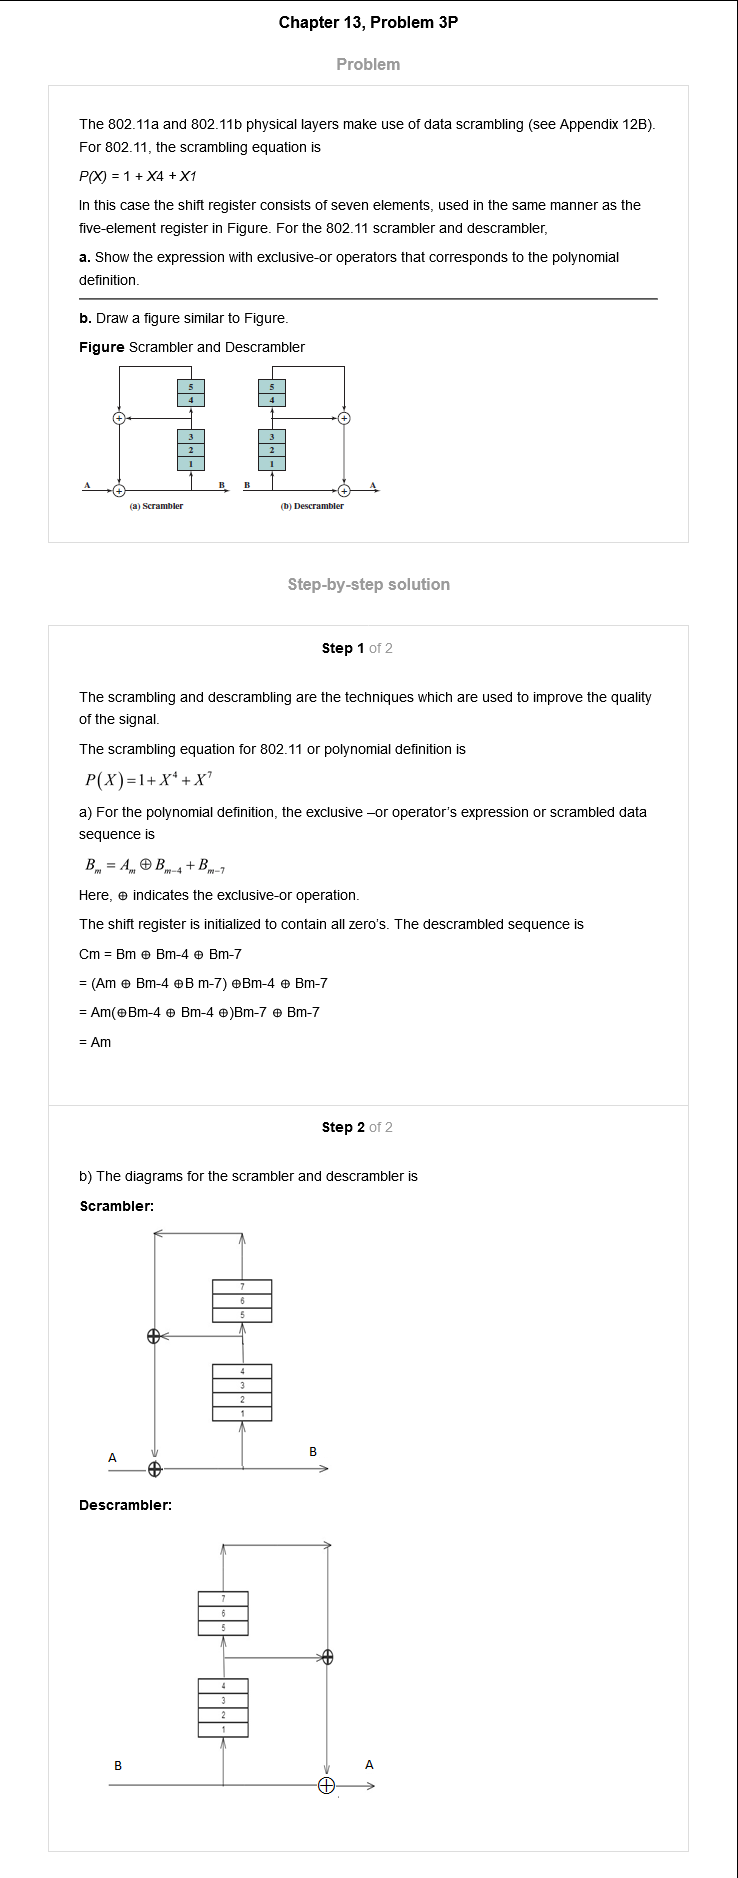 Chapter 13, Problem 3P
Problem
The 802.11a and 802.11b physical layers make use of data scrambling (see Appendix 12B).
For 802.11, the scrambling equation is
P(X) = 1 + X4 + X1
In this case the shift register consists of seven elements, used in the same manner as the
five-element register in Figure. For the 802.11 scrambler and descrambler,
a. Show the expression with exclusive-or operators that corresponds to the polynomial
definition.
b. Draw a figure similar to Figure.
Figure Scrambler and Descrambler
5
4
+
3
2
1
A
+
B
(a) Scrambler
5
4
+
3
2
1
B
+
A
(b) Descrambler
Step-by-step solution
Step 1 of 2
The scrambling and descrambling are the techniques which are used to improve the quality
of the signal.
The scrambling equation for 802.11 or polynomial definition is
P(X)=1+X⁴+X⁷
a) For the polynomial definition, the exclusive –or operator's expression or scrambled data
sequence is
Bₘ = Aₘ ⊕ Bₘ₋₄ + Bₘ₋₇
Here, ⊕ indicates the exclusive-or operation.
The shift register is initialized to contain all zero's. The descrambled sequence is
Cm = Bm ⊕ Bm-4 ⊕ Bm-7
= (Am ⊕ Bm-4 ⊕B m-7) ⊕Bm-4 ⊕ Bm-7
= Am(⊕Bm-4 ⊕ Bm-4 ⊕)Bm-7 ⊕ Bm-7
= Am
Step 2 of 2
b) The diagrams for the scrambler and descrambler is
Scrambler:
7
6
5
4
3
2
1
A
B
Descrambler:
7
6
5
4
3
2
1
B
A